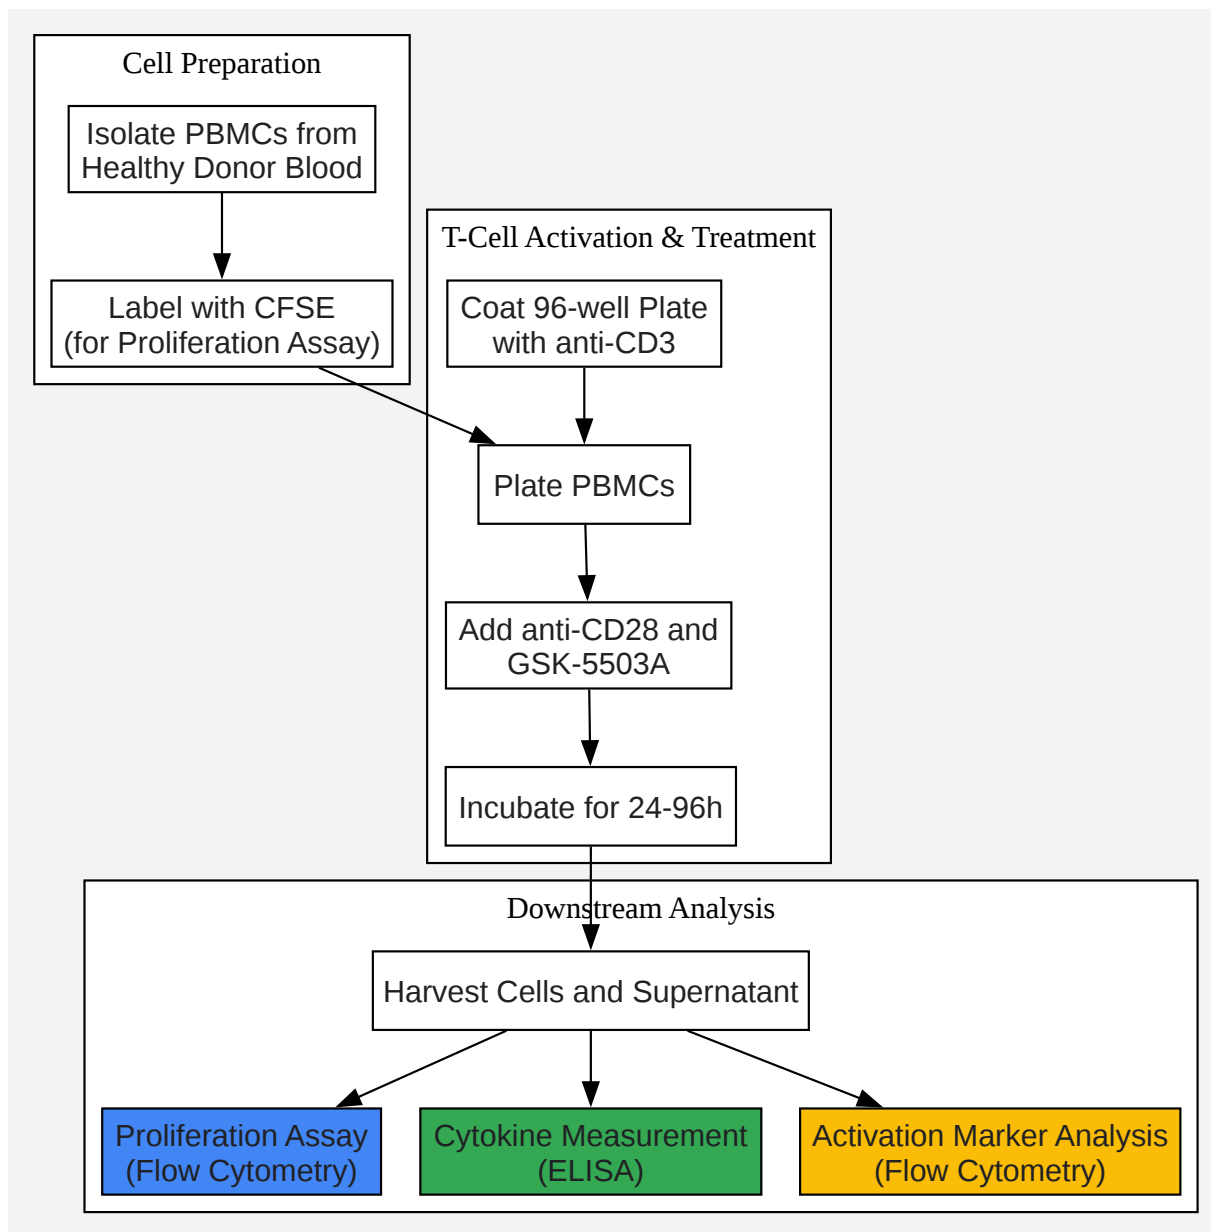 Cell Preparation
Isolate PBMCs from
Healthy Donor Blood
Label with CFSE
(for Proliferation Assay)
T-Cell Activation & Treatment
Coat 96-well Plate
with anti-CD3
Plate PBMCs
Add anti-CD28 and
GSK-5503A
Incubate for 24-96h
Downstream Analysis
Harvest Cells and Supernatant
Proliferation Assay
(Flow Cytometry)
Cytokine Measurement
(ELISA)
Activation Marker Analysis
(Flow Cytometry)